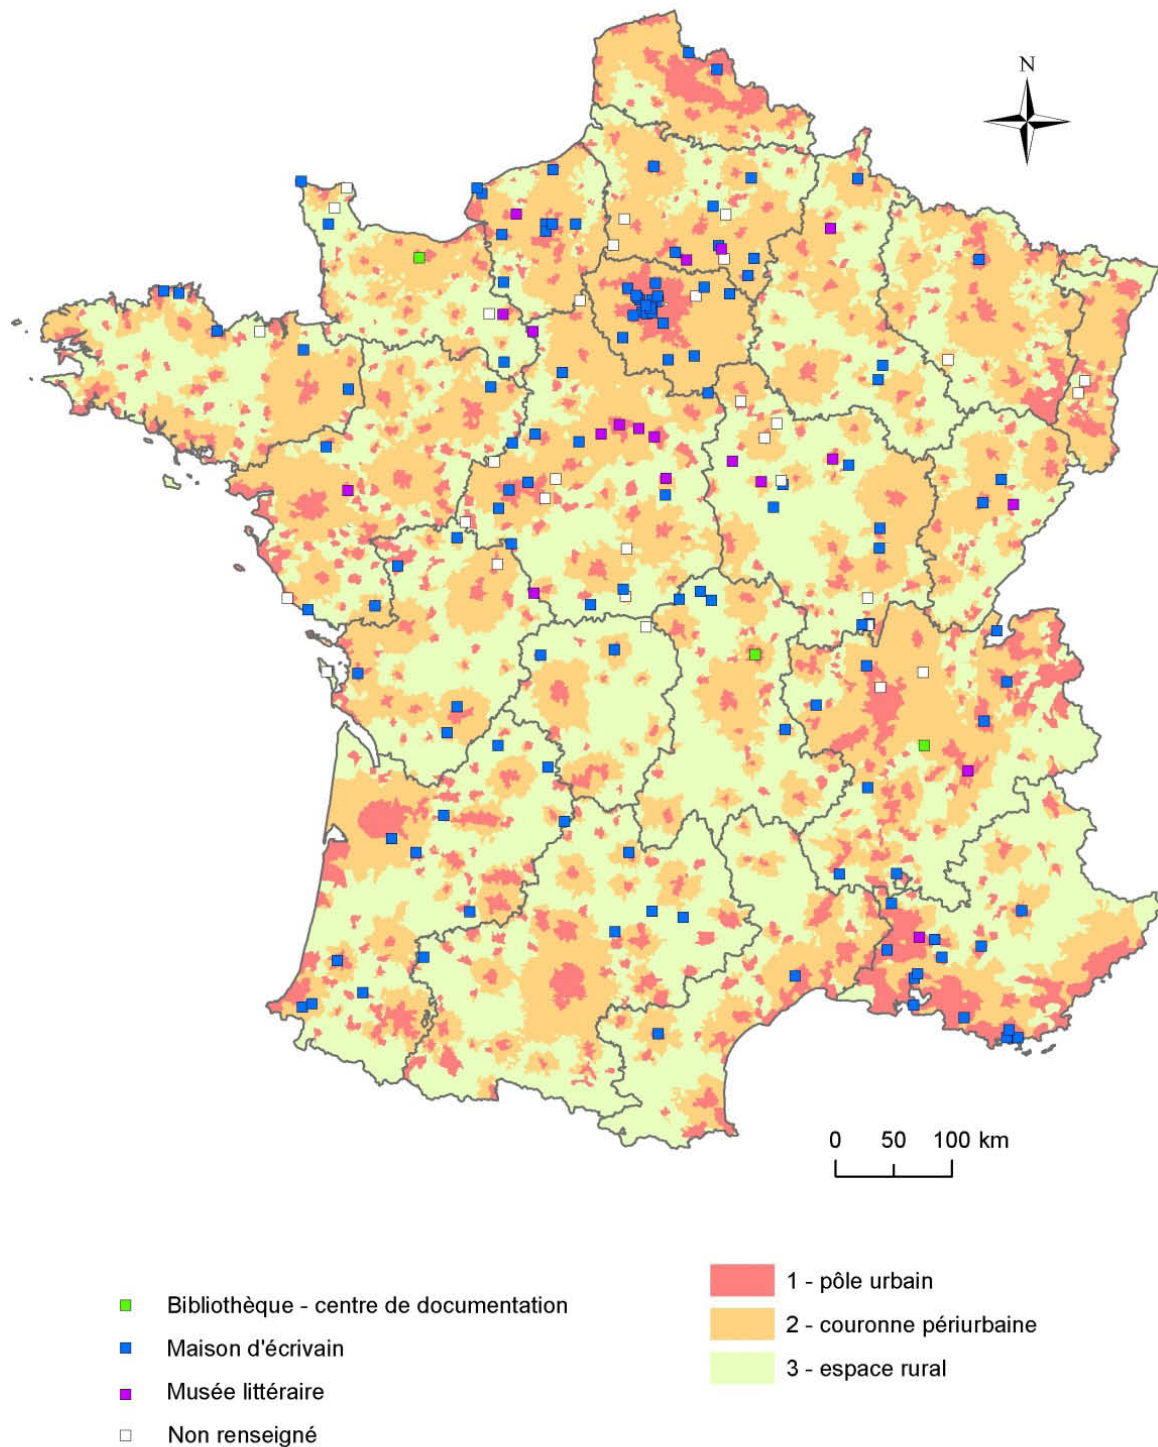 N
0 50 100 km
Bibliothèque - centre de documentation
Maison d'écrivain
Musée littéraire
Non renseigné
1 - pôle urbain
2 - couronne périurbaine
3 - espace rural